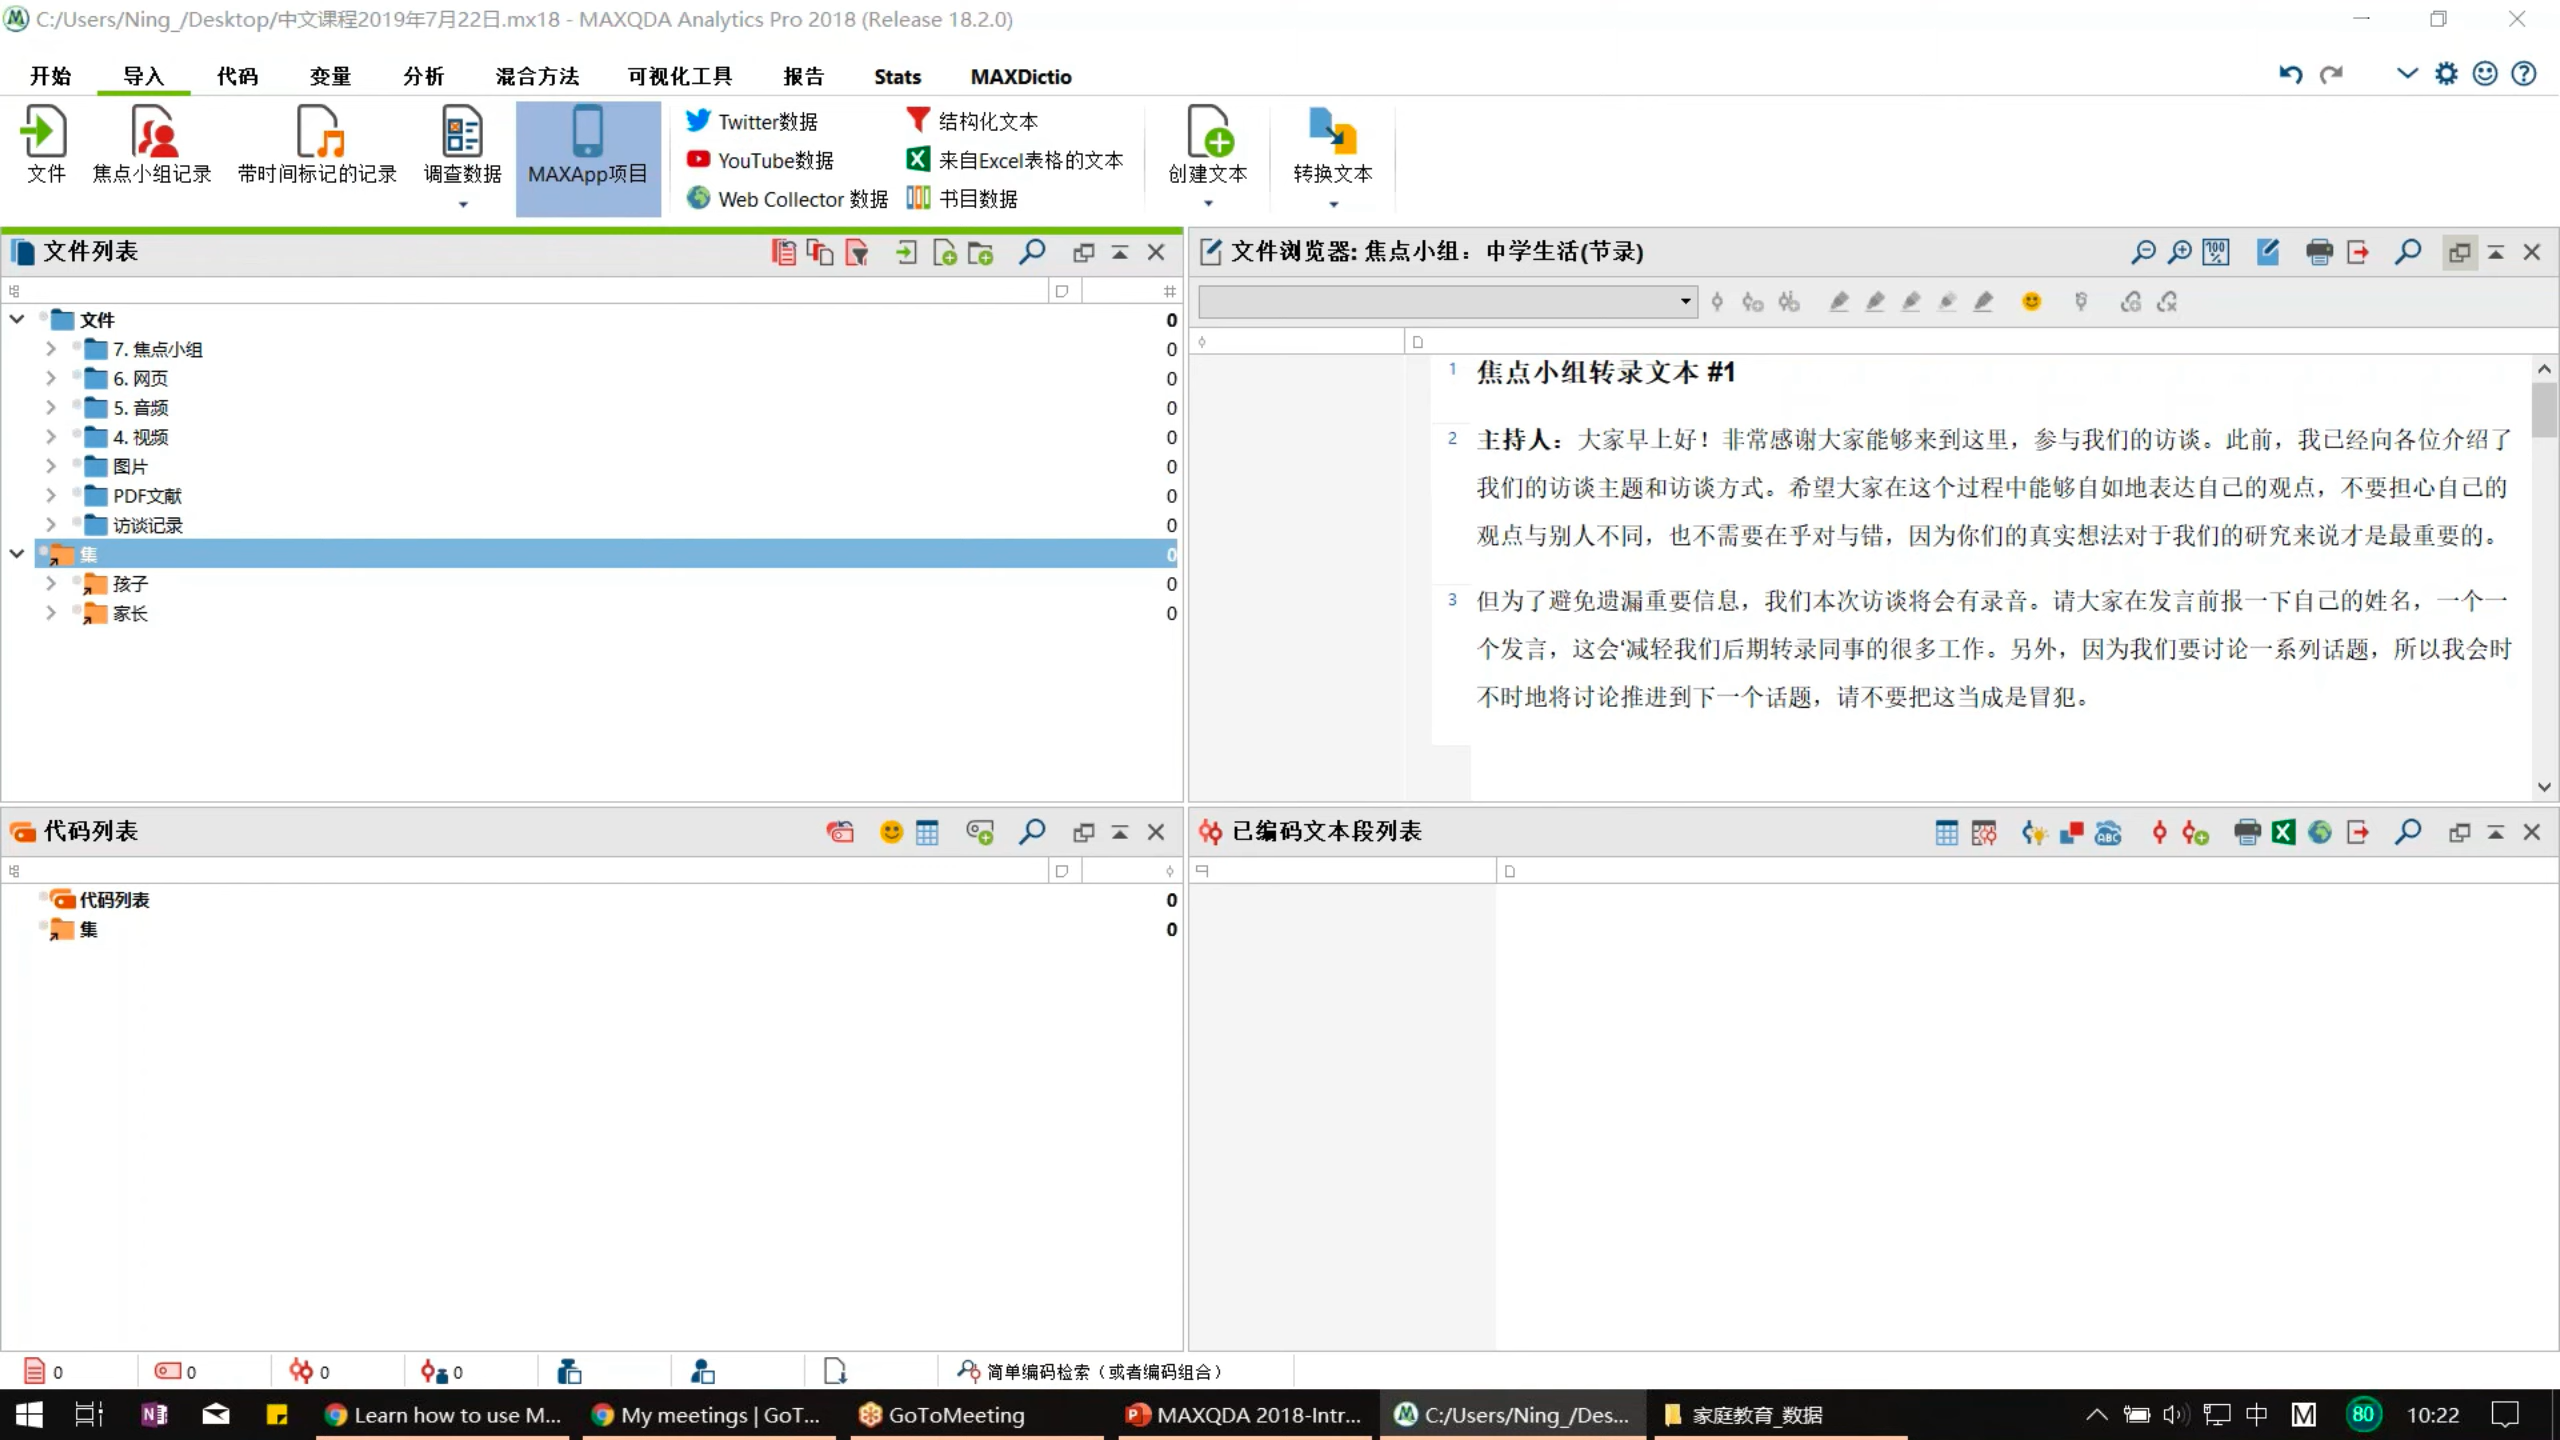 C:/Users/Ning_/Desktop/中文课程2019年7月22日.mx18 - MAXQDA Analytics Pro 2018 (Release 18.2.0)
开始 导入 代码 变量 分析 混合方法 可视化工具 报告 Stats MAXDictio
文件 焦点小组记录 带时间标记的记录 调查数据 MAXApp项目
Twitter数据 结构化文本
YouTube数据 来自Excel表格的文本
Web Collector 数据 书目数据
创建文本 转换文本
文件列表
文件 0
7. 焦点小组 0
6. 网页 0
5. 音频 0
4. 视频 0
图片 0
PDF文献 0
访谈记录 0
集 0
孩子 0
家长 0
文件浏览器: 焦点小组：中学生活(节录)
1 焦点小组转录文本 #1
2 主持人：大家早上好！非常感谢大家能够来到这里，参与我们的访谈。此前，我已经向各位介绍了
我们的访谈主题和访谈方式。希望大家在这个过程中能够自如地表达自己的观点，不要担心自己的
观点与别人不同，也不需要在乎对与错，因为你们的真实想法对于我们的研究来说才是最重要的。
3 但为了避免遗漏重要信息，我们本次访谈将会有录音。请大家在发言前报一下自己的姓名，一个一
个发言，这会‘减轻我们后期转录同事的很多工作。另外，因为我们要讨论一系列话题，所以我会时
不时地将讨论推进到下一个话题，请不要把这当成是冒犯。
代码列表
代码列表 0
集 0
已编码文本段列表
0 0 0 0 简单编码检索（或者编码组合）
Learn how to use M... My meetings | GoT... GoToMeeting MAXQDA 2018-Intr... C:/Users/Ning_/Des... 家庭教育_数据 中 M 80 10:22